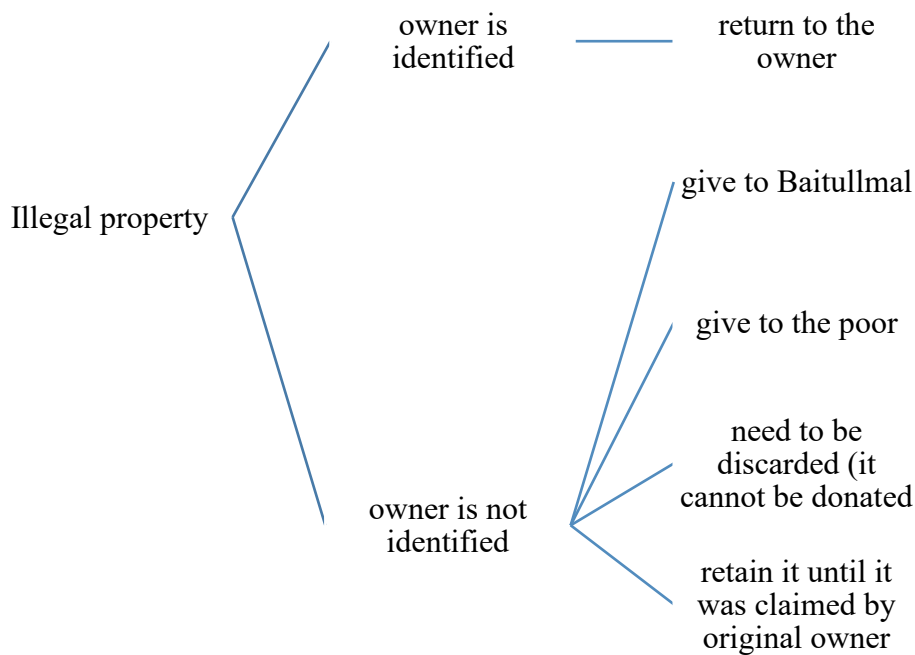 owner is
identified
return to the
owner
Illegal property
give to Baitullmal
give to the poor
need to be
discarded (it
cannot be donated
owner is not
identified
retain it until it
was claimed by
original owner